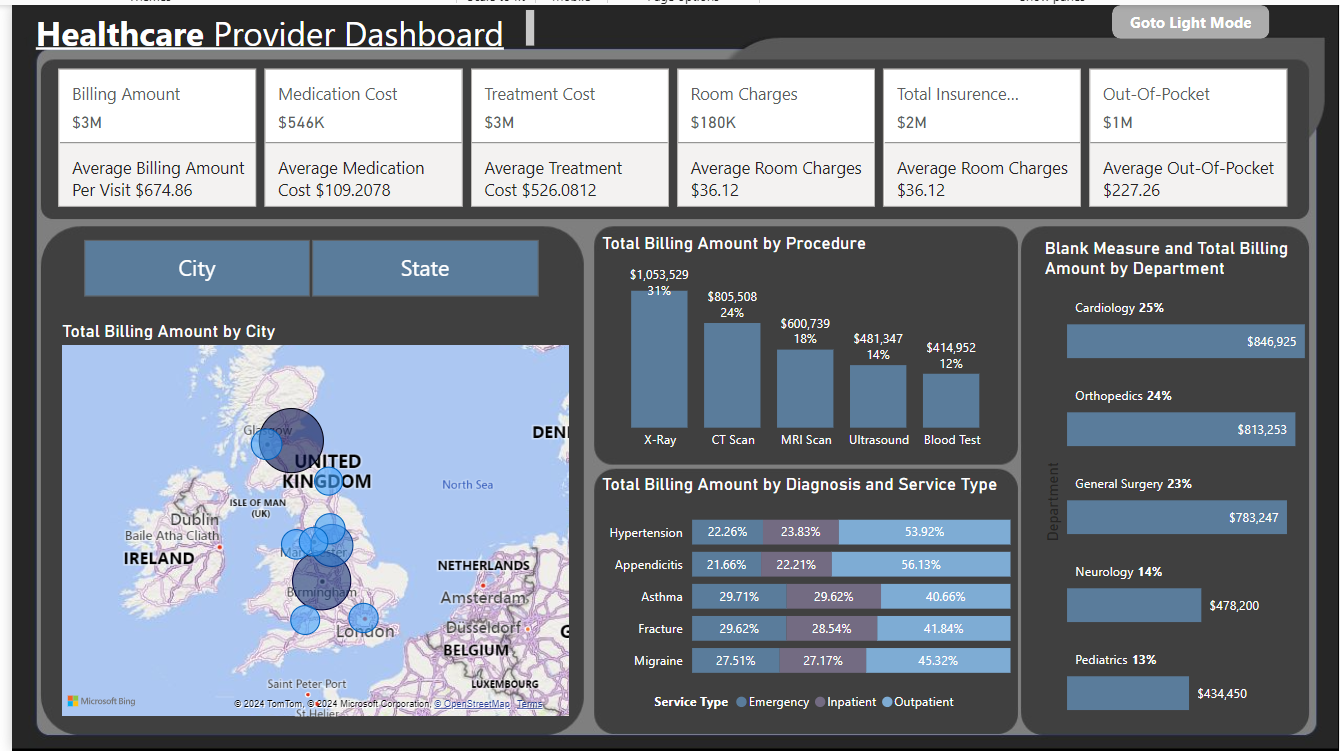 Healthcare Provider Dashboard
Goto Light Mode
Billing Amount
$3M
Average Billing Amount
Per Visit $674.86
Medication Cost
$546K
Average Medication
Cost $109.2078
Treatment Cost
$3M
Average Treatment
Cost $526.0812
Room Charges
$180K
Average Room Charges
$36.12
Total Insurence...
$2M
Average Room Charges
$36.12
Out-Of-Pocket
$1M
Average Out-Of-Pocket
$227.26
City
State
Total Billing Amount by City
Glasgow
UNITED
KINGDOM
DEN
North Sea
ISLE OF MAN
(UK)
Dublin
Baile Atha Cliath
IRELAND
Manchester
Birmingham
London
NETHERLANDS
Amsterdam
Düsseldorf
BELGIUM
LUXEMBOURG
Saint Peter Port
St Helier
Microsoft Bing
© 2024 TomTom, © 2024 Microsoft Corporation, © OpenStreetMap Terms
Total Billing Amount by Procedure
$1,053,529
31%
$805,508
24%
$600,739
18%
$481,347
14%
$414,952
12%
X-Ray
CT Scan
MRI Scan
Ultrasound
Blood Test
Total Billing Amount by Diagnosis and Service Type
Hypertension 22.26% 23.83% 53.92%
Appendicitis 21.66% 22.21% 56.13%
Asthma 29.71% 29.62% 40.66%
Fracture 29.62% 28.54% 41.84%
Migraine 27.51% 27.17% 45.32%
Service Type Emergency Inpatient Outpatient
Blank Measure and Total Billing
Amount by Department
Department
Cardiology 25%
$846,925
Orthopedics 24%
$813,253
General Surgery 23%
$783,247
Neurology 14%
$478,200
Pediatrics 13%
$434,450